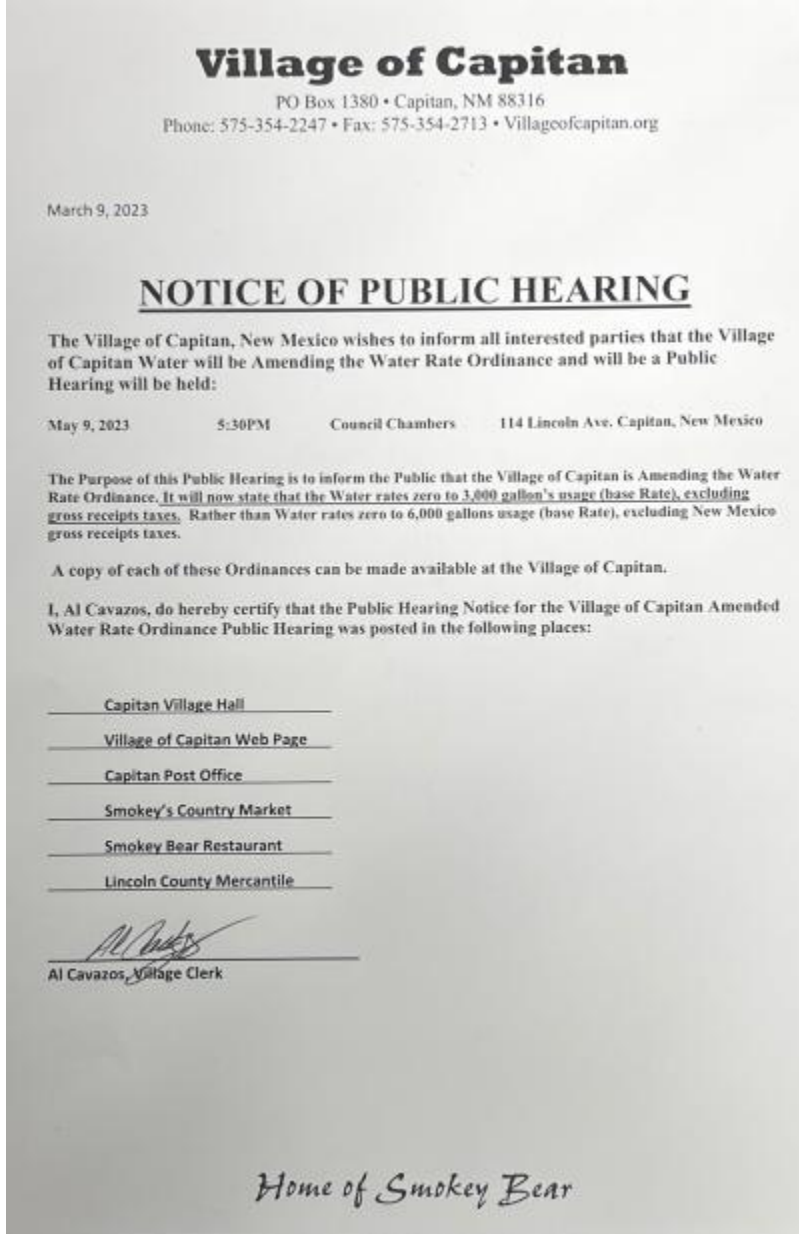 Village of Capitan
PO Box 1380 • Capitan, NM 88316
Phone: 575-354-2247 • Fax: 575-354-2713 • Villageofcapitan.org
March 9, 2023
NOTICE OF PUBLIC HEARING
The Village of Capitan, New Mexico wishes to inform all interested parties that the Village
of Capitan Water will be Amending the Water Rate Ordinance and will be a Public
Hearing will be held:
May 9, 2023 5:30PM Council Chambers 114 Lincoln Ave. Capitan, New Mexico
The Purpose of this Public Hearing is to inform the Public that the Village of Capitan is Amending the Water
Rate Ordinance. It will now state that the Water rates zero to 3,000 gallon's usage (base Rate), excluding
gross receipts taxes. Rather than Water rates zero to 6,000 gallons usage (base Rate), excluding New Mexico
gross receipts taxes.
A copy of each of these Ordinances can be made available at the Village of Capitan.
I, Al Cavazos, do hereby certify that the Public Hearing Notice for the Village of Capitan Amended
Water Rate Ordinance Public Hearing was posted in the following places:
Capitan Village Hall
Village of Capitan Web Page
Capitan Post Office
Smokey's Country Market
Smokey Bear Restaurant
Lincoln County Mercantile
Al Cavazos, Village Clerk
Home of Smokey Bear